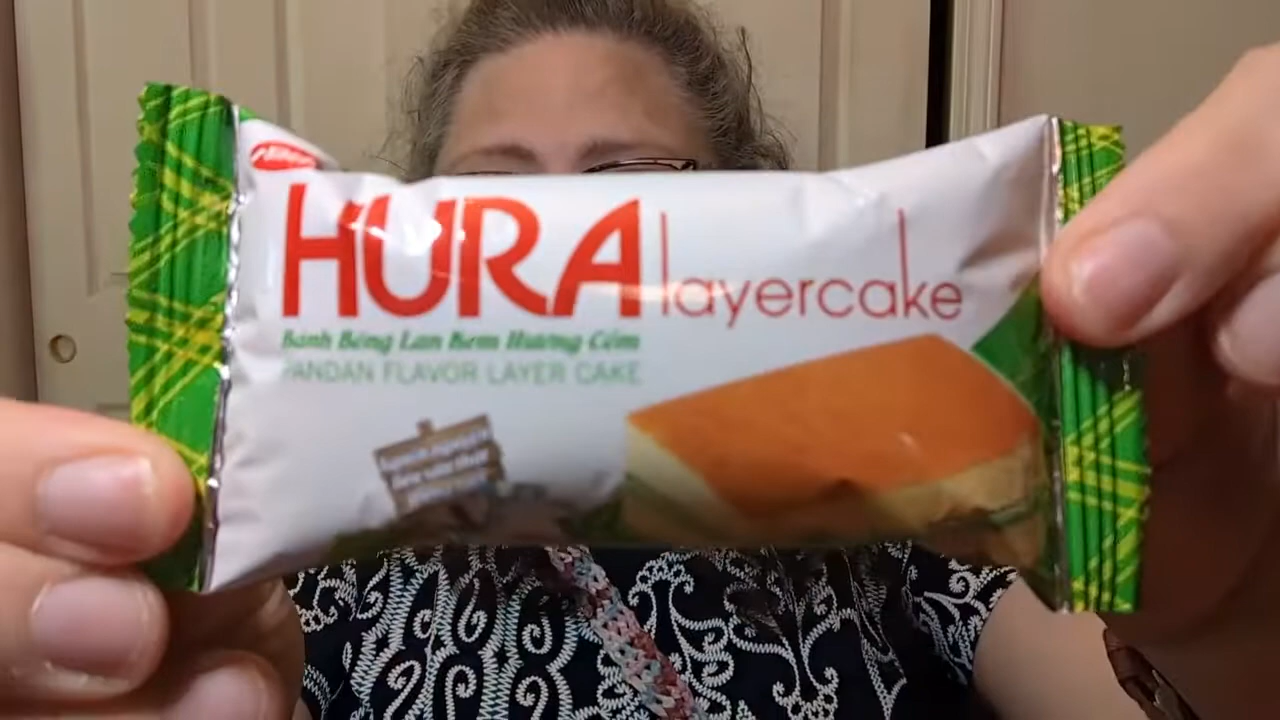 HURA layercake
Bánh Bông Lan Kem Hương Cốm
PANDAN FLAVOR LAYER CAKE